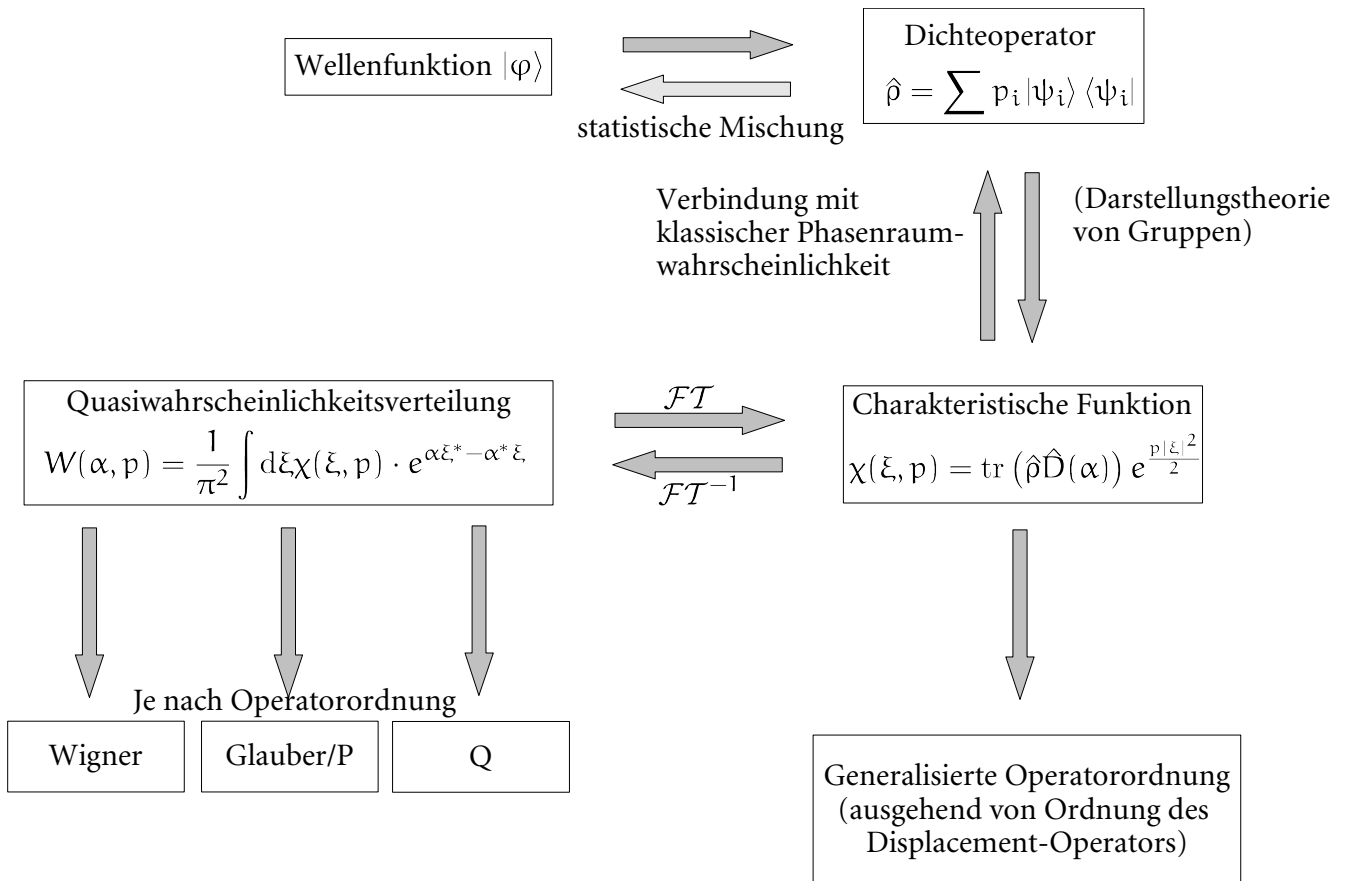 Wellenfunktion |φ⟩
statistische Mischung
Dichteoperator
ρ̂ = ∑ pᵢ |ψᵢ⟩ ⟨ψᵢ|
Verbindung mit
klassischer Phasenraum-
wahrscheinlichkeit
(Darstellungstheorie
von Gruppen)
Quasiwahrscheinlichkeitsverteilung
W(α, p) = 1/π² ∫ dξχ(ξ, p) · e^{αξ* − α*ξ}
FT
FT⁻¹
Charakteristische Funktion
χ(ξ, p) = tr (ρ̂D̂(α)) e^{p|ξ|²/2}
Je nach Operatorordnung
Wigner
Glauber/P
Q
Generalisierte Operatorordnung
(ausgehend von Ordnung des
Displacement-Operators)